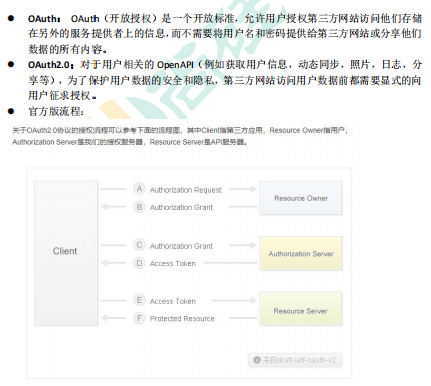 ● OAuth： OAuth（开放授权）是一个开放标准，允许用户授权第三方网站访问他们存储
在另外的服务提供者上的信息，而不需要将用户名和密码提供给第三方网站或分享他们
数据的所有内容。
● OAuth2.0：对于用户相关的 OpenAPI（例如获取用户信息，动态同步，照片，日志，分
享等），为了保护用户数据的安全和隐私，第三方网站访问用户数据前都需要显式的向
用户征求授权。
● 官方版流程：
关于OAuth2.0协议的授权流程可以参考下面的流程图，其中Client指第三方应用，Resource Owner指用户，
Authorization Server是我们的授权服务器，Resource Server是API服务器。
Client
A Authorization Request
B Authorization Grant
Resource Owner
C Authorization Grant
D Access Token
Authorization Server
E Access Token
F Protected Resource
Resource Server
来自draft-ietf-oauth-v2